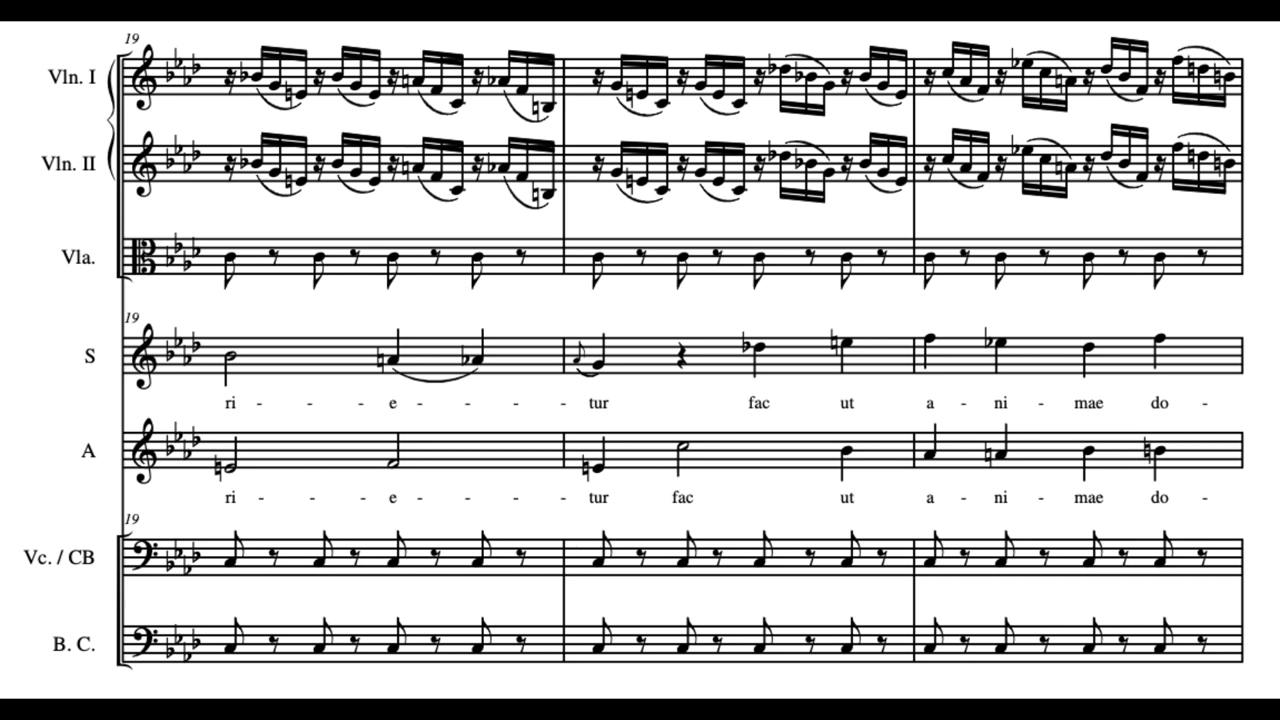 19
Vln. I
Vln. II
Vla.
19
S
ri - - - e - - - tur fac ut a - ni - mae do -
A
ri - - - e - - - tur fac ut a - ni - mae do -
19
Vc. / CB
B. C.